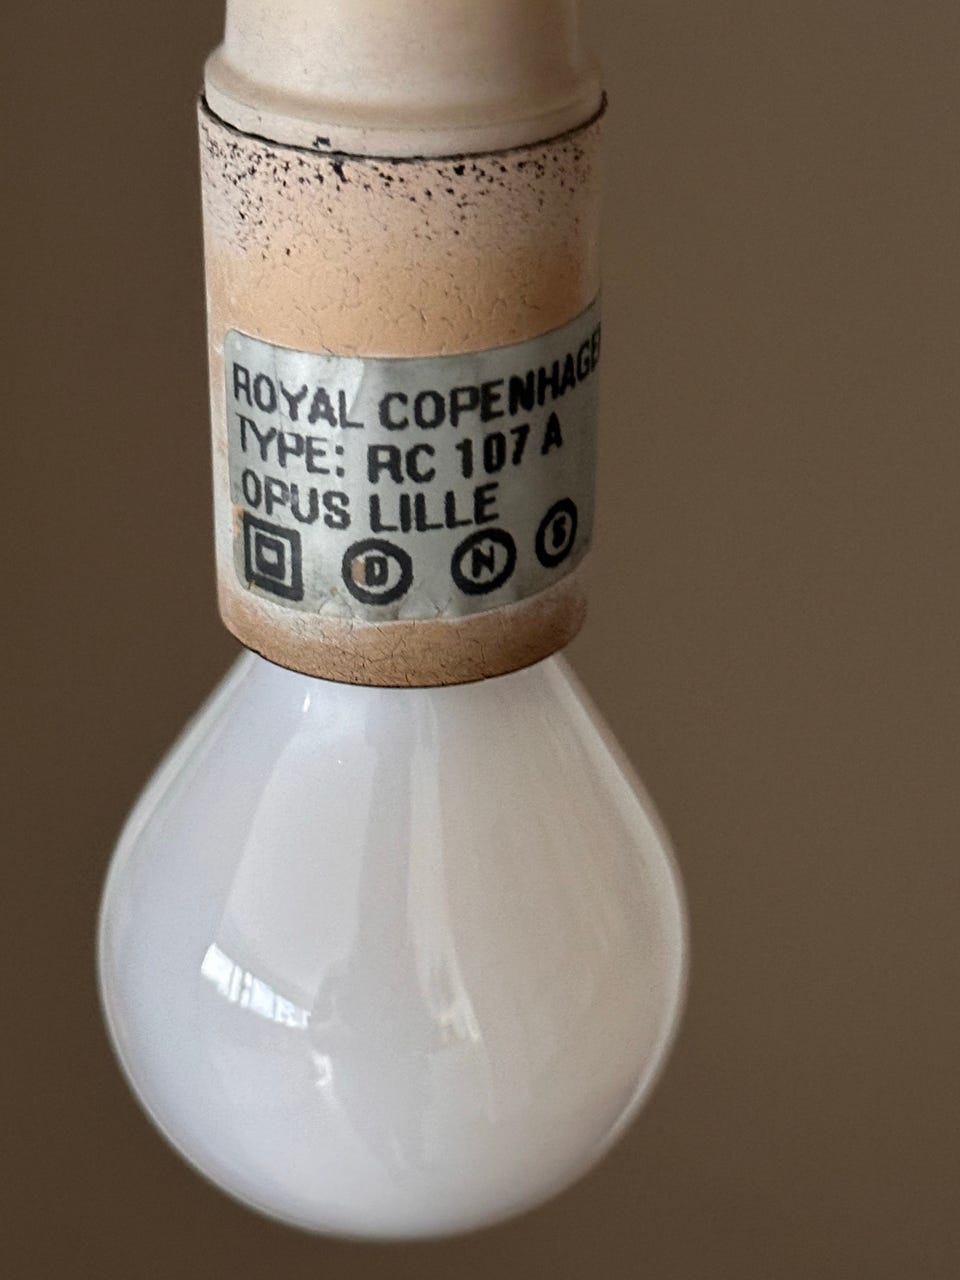 ROYAL COPENHAGE
TYPE: RC 107 A
OPUS LILLE
D N S